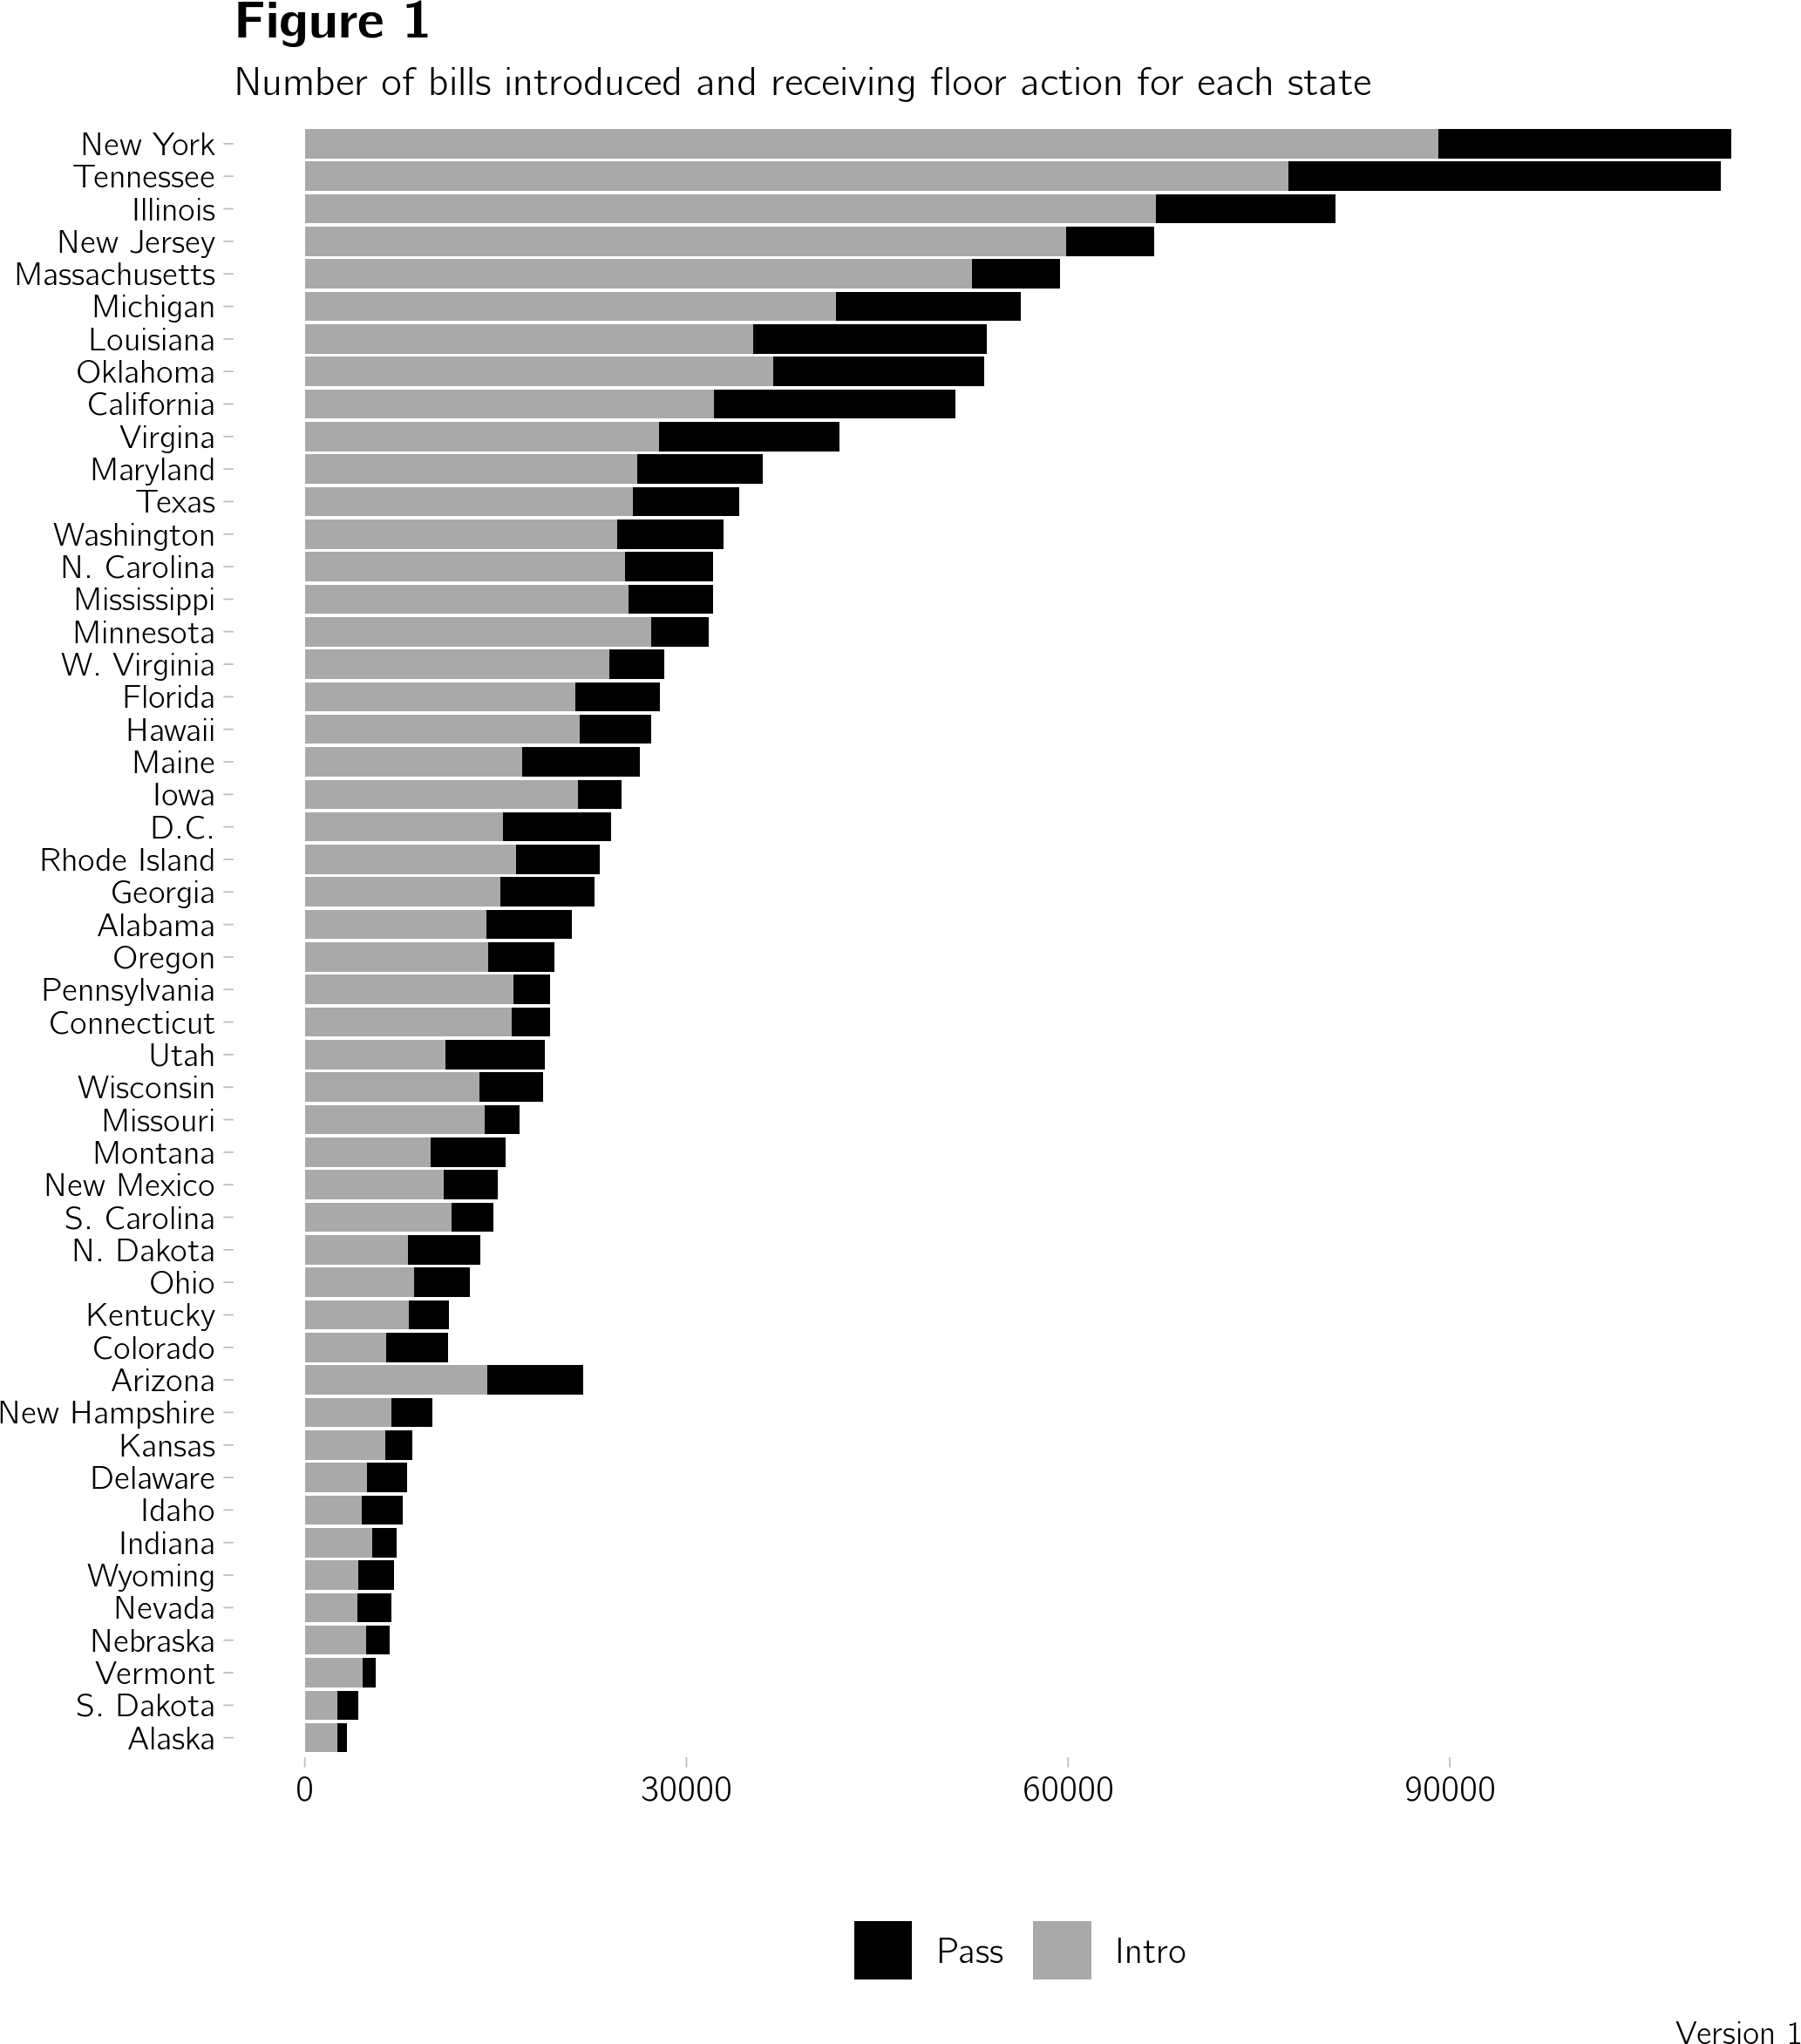 Figure 1
Number of bills introduced and receiving floor action for each state
New York
Tennessee
Illinois
New Jersey
Massachusetts
Michigan
Louisiana
Oklahoma
California
Virgina
Maryland
Texas
Washington
N. Carolina
Mississippi
Minnesota
W. Virginia
Florida
Hawaii
Maine
Iowa
D.C.
Rhode Island
Georgia
Alabama
Oregon
Pennsylvania
Connecticut
Utah
Wisconsin
Missouri
Montana
New Mexico
S. Carolina
N. Dakota
Ohio
Kentucky
Colorado
Arizona
New Hampshire
Kansas
Delaware
Idaho
Indiana
Wyoming
Nevada
Nebraska
Vermont
S. Dakota
Alaska
0 30000 60000 90000
Pass Intro
Version 1